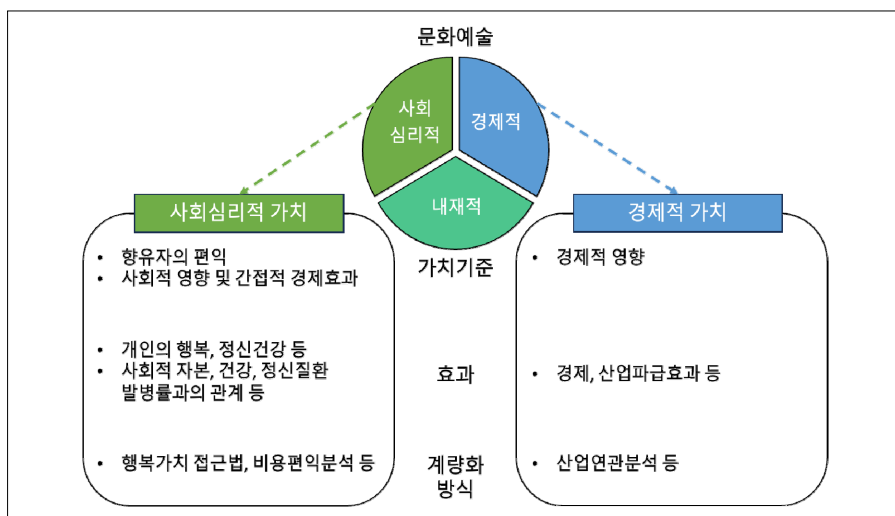 문화예술
사회
심리적
경제적
내재적
사회심리적 가치
경제적 가치
• 향유자의 편익
• 사회적 영향 및 간접적 경제효과
가치기준
• 경제적 영향
• 개인의 행복, 정신건강 등
• 사회적 자본, 건강, 정신질환
발병률과의 관계 등
효과
• 경제, 산업파급효과 등
• 행복가치 접근법, 비용편익분석 등
계량화
방식
• 산업연관분석 등